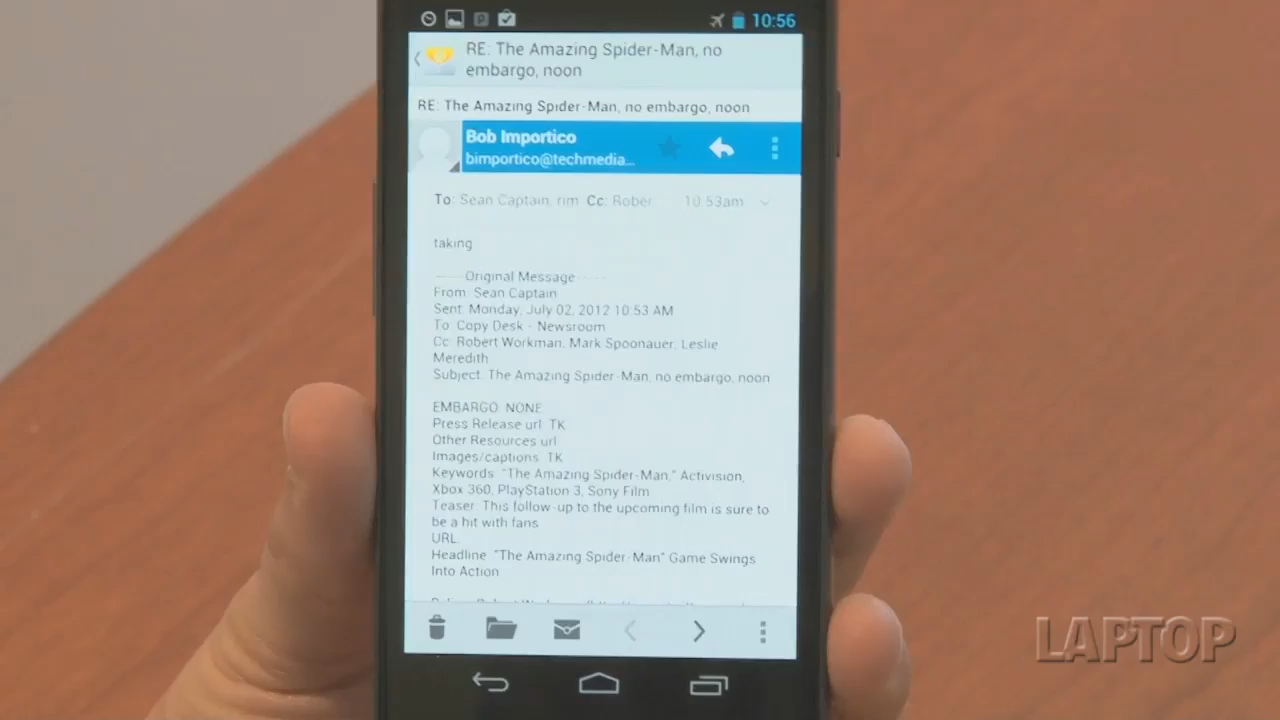 10:56
RE: The Amazing Spider-Man, no
embargo, noon
RE: The Amazing Spider-Man, no embargo, noon
Bob Importico
bimportico@techmedia...
To: Sean Captain, rim Cc: Rober 10:53am
taking
-----Original Message-----
From: Sean Captain
Sent: Monday, July 02, 2012 10:53 AM
To: Copy Desk - Newsroom
Cc: Robert Workman, Mark Spoonauer, Leslie
Meredith
Subject: The Amazing Spider-Man, no embargo, noon
EMBARGO: NONE
Press Release url: TK
Other Resources url:
Images/captions: TK
Keywords: "The Amazing Spider-Man," Activision,
Xbox 360, PlayStation 3, Sony Film
Teaser: This follow-up to the upcoming film is sure to
be a hit with fans
URL:
Headline: "The Amazing Spider-Man" Game Swings
Into Action
LAPTOP